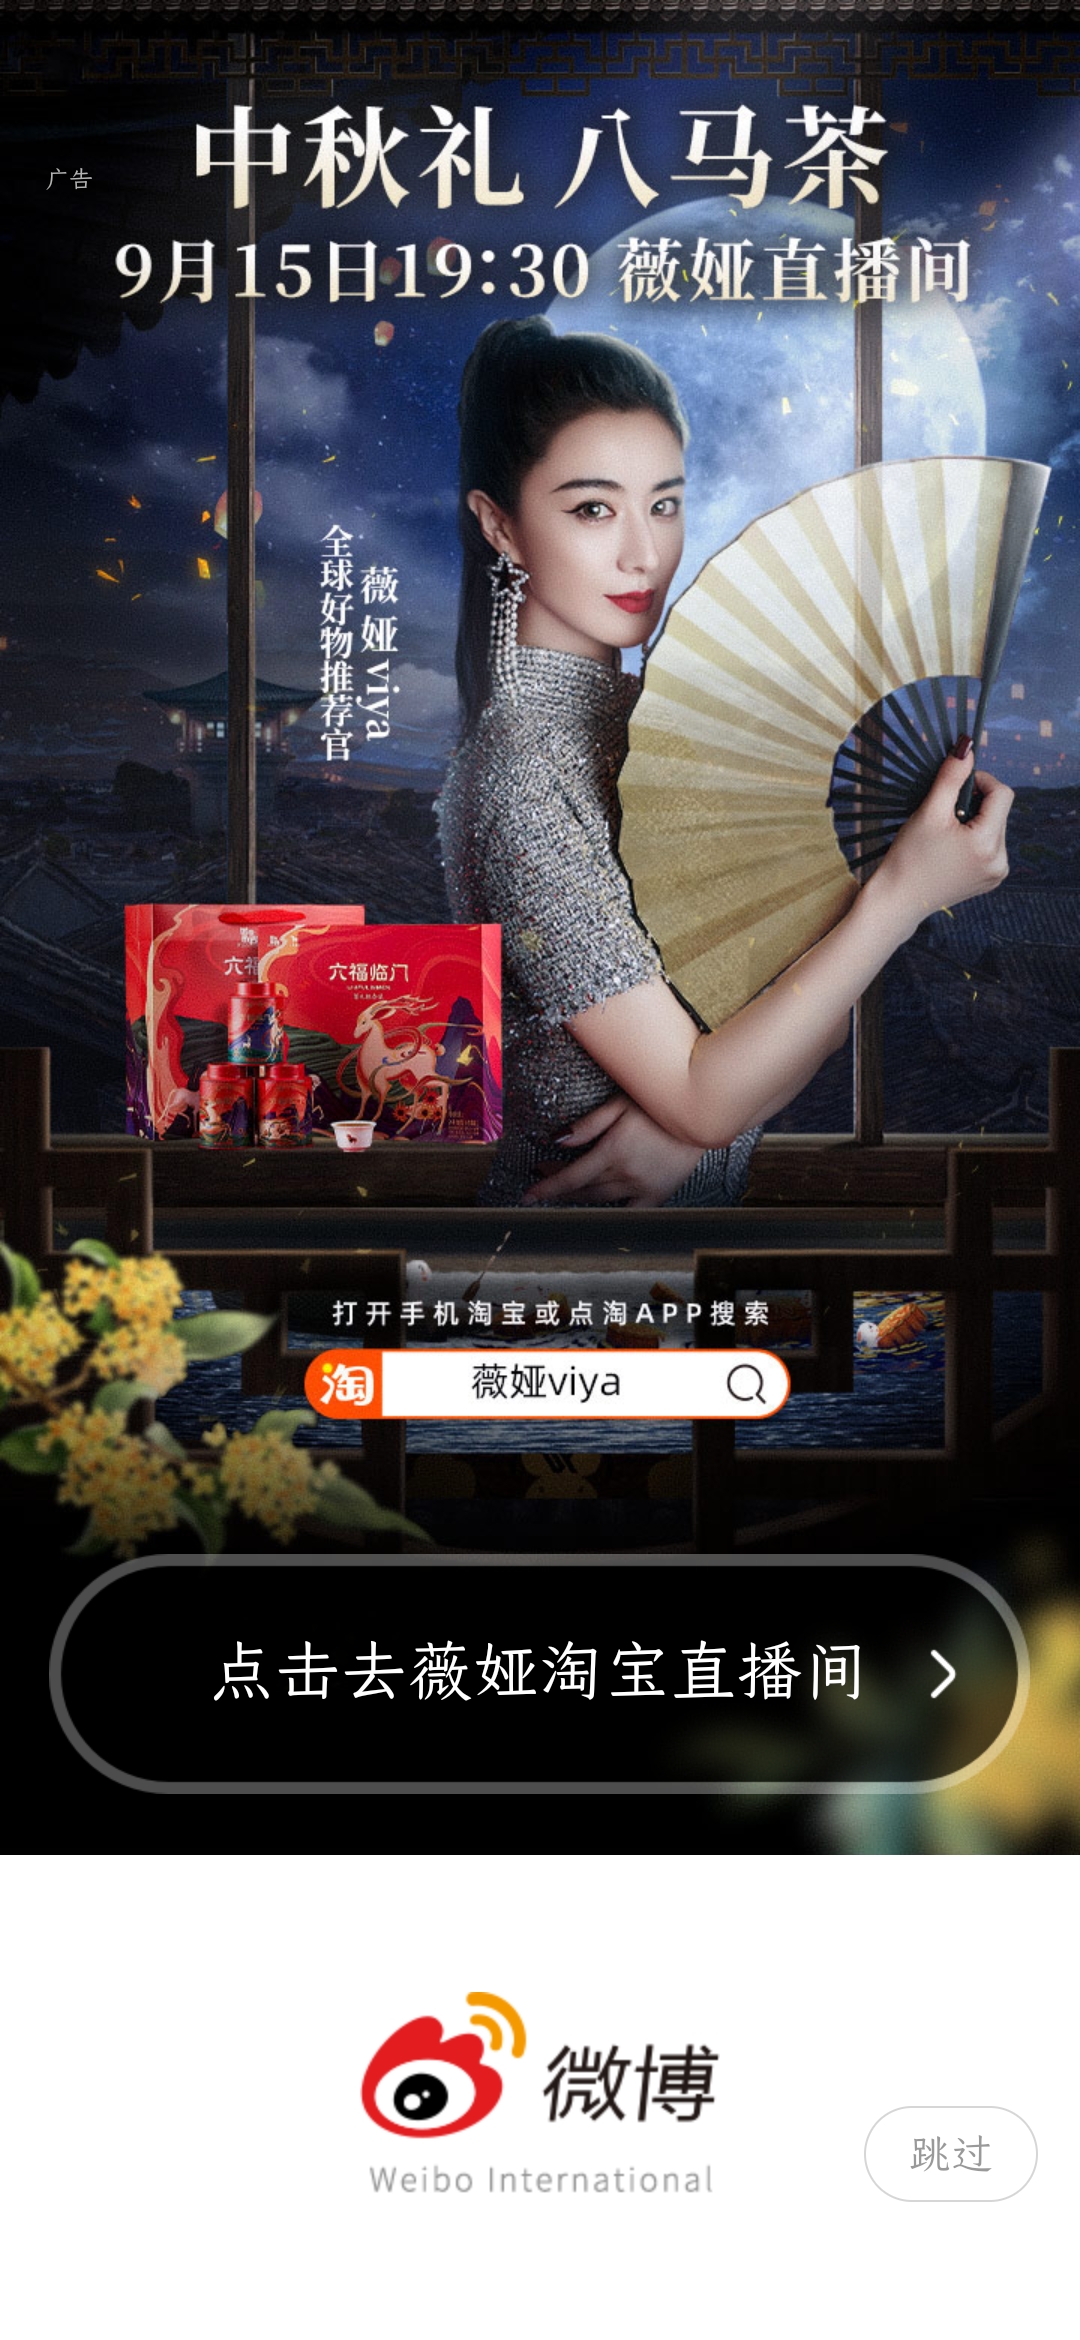 中秋礼 八马茶
广告
9月15日19:30 薇娅直播间
薇娅viya
全球好物推荐官
六福临门
打开手机淘宝或点淘APP搜索
淘 薇娅viya
点击去薇娅淘宝直播间
微博
Weibo International
跳过